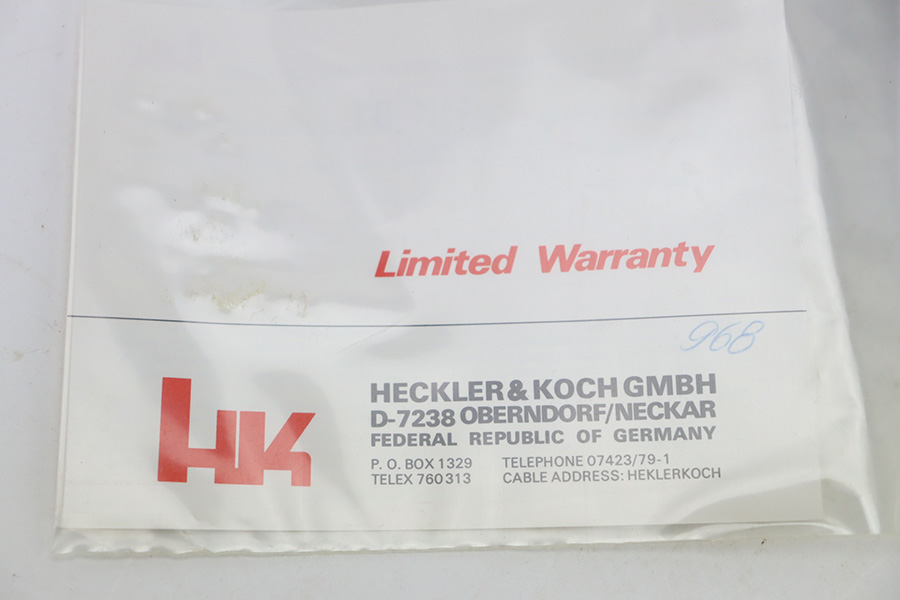 Limited Warranty
968
HK
HECKLER & KOCH GMBH
D-7238 OBERNDORF/NECKAR
FEDERAL REPUBLIC OF GERMANY
P. O. BOX 1329 TELEPHONE 07423/79-1
TELEX 760313 CABLE ADDRESS: HEKLERKOCH